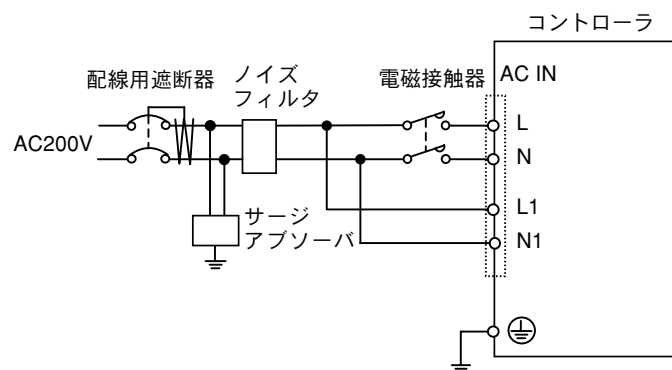 コントローラ
配線用遮断器
ノイズ
フィルタ
電磁接触器
AC IN
AC200V
L
N
サージ
アブソーバ
L1
N1